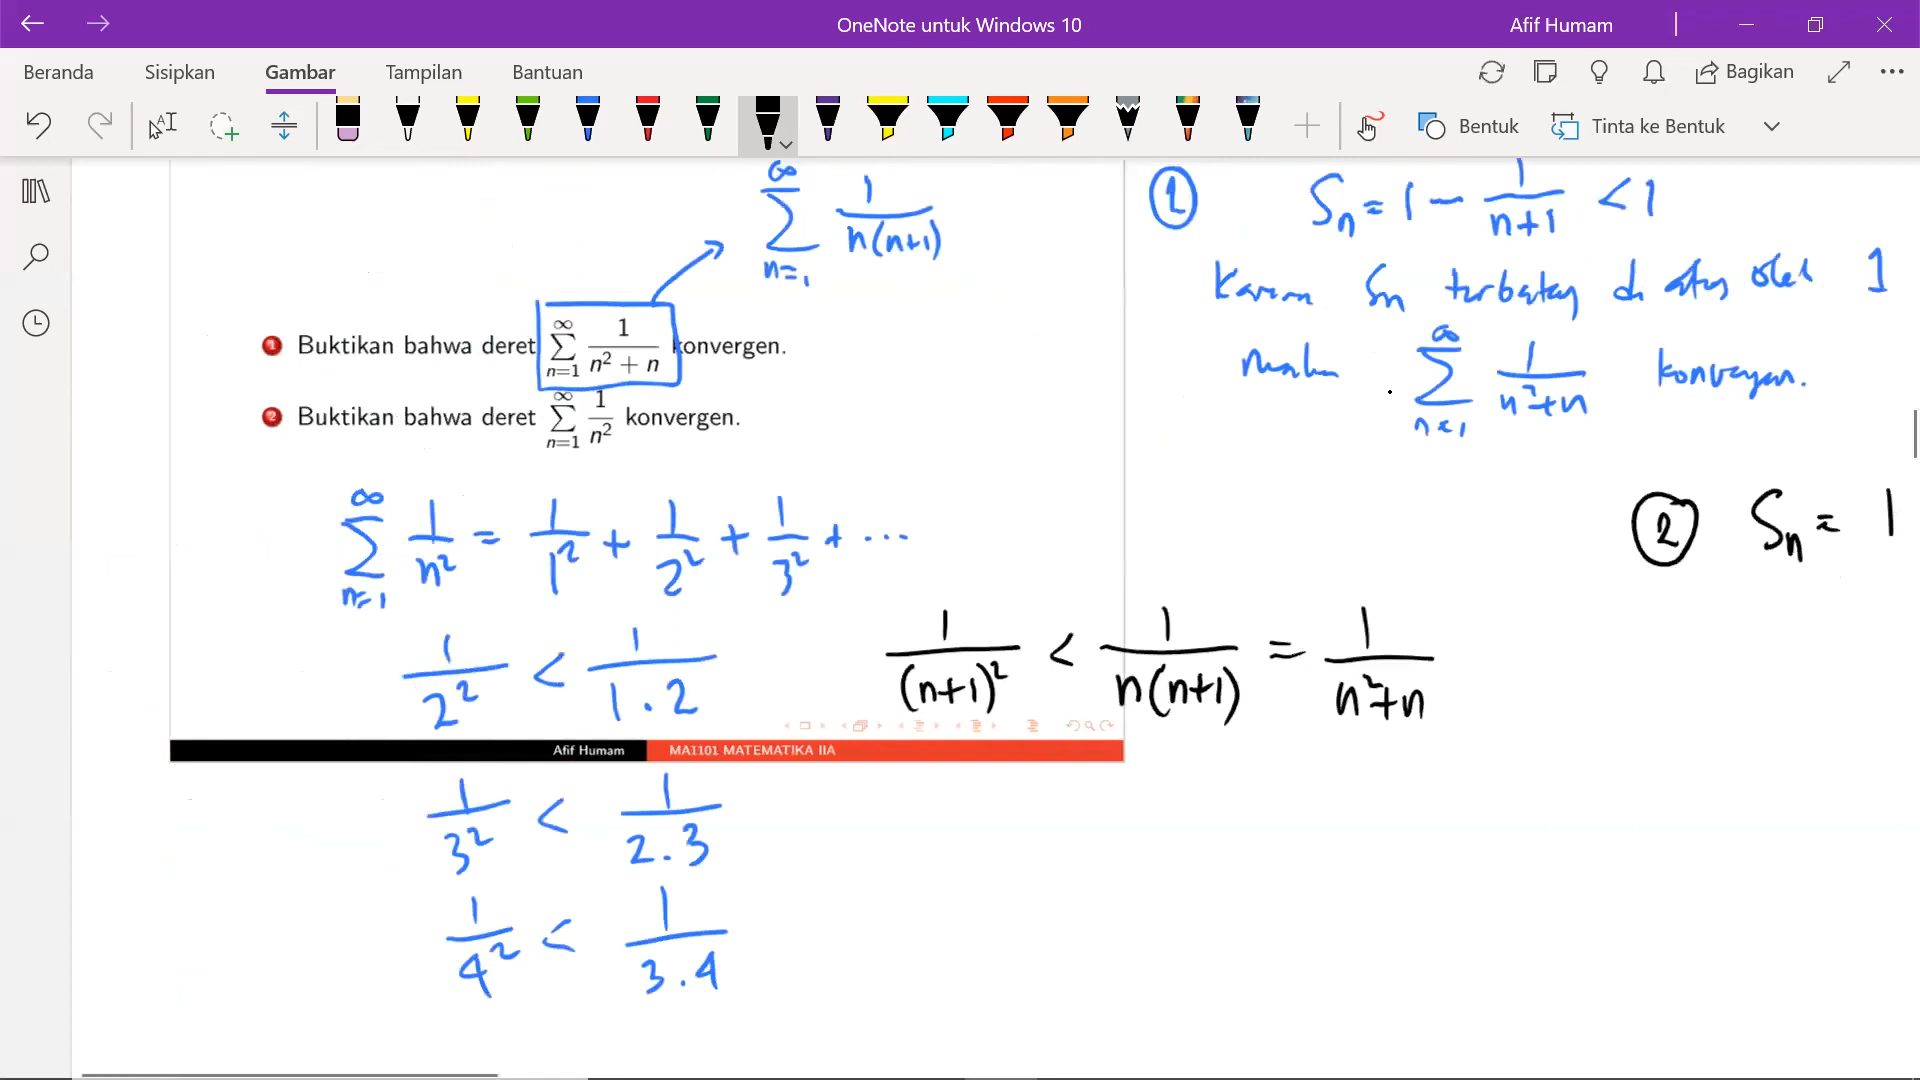 OneNote untuk Windows 10
Afif Humam
Beranda Sisipkan Gambar Tampilan Bantuan
Bagikan
Bentuk Tinta ke Bentuk
∞ ∑ n=1 1/(n(n+1))
1 Buktikan bahwa deret ∞ ∑ n=1 1/(n² + n) konvergen.
2 Buktikan bahwa deret ∞ ∑ n=1 1/n² konvergen.
∞ ∑ n=1 1/n² = 1/1² + 1/2² + 1/3² + ...
1/2² < 1/(1 . 2)
1/(n+1)² < 1/(n(n+1)) = 1/(n²+n)
Afif Humam MA1101 MATEMATIKA IIA
1/3² < 1/(2 . 3)
1/4² < 1/(3 . 4)
1 Sn = 1 - 1/(n+1) < 1
Karena Sn terbatas di atas oleh 1
maka ∞ ∑ n=1 1/(n²+n) konvergen.
2 Sn = 1